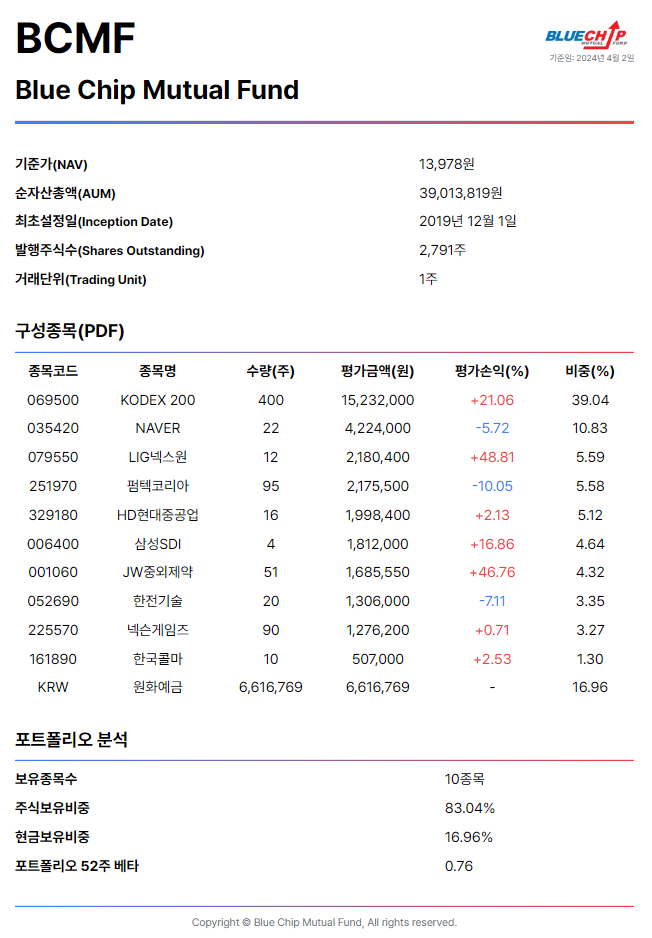 BCMF
BLUECHIP
MUTUAL FUND
기준일: 2024년 4월 2일
Blue Chip Mutual Fund
기준가(NAV) 13,978원
순자산총액(AUM) 39,013,819원
최초설정일(Inception Date) 2019년 12월 1일
발행주식수(Shares Outstanding) 2,791주
거래단위(Trading Unit) 1주
구성종목(PDF)
종목코드 종목명 수량(주) 평가금액(원) 평가손익(%) 비중(%)
069500 KODEX 200 400 15,232,000 +21.06 39.04
035420 NAVER 22 4,224,000 -5.72 10.83
079550 LIG넥스원 12 2,180,400 +48.81 5.59
251970 펌텍코리아 95 2,175,500 -10.05 5.58
329180 HD현대중공업 16 1,998,400 +2.13 5.12
006400 삼성SDI 4 1,812,000 +16.86 4.64
001060 JW중외제약 51 1,685,550 +46.76 4.32
052690 한전기술 20 1,306,000 -7.11 3.35
225570 넥슨게임즈 90 1,276,200 +0.71 3.27
161890 한국콜마 10 507,000 +2.53 1.30
KRW 원화예금 6,616,769 6,616,769 - 16.96
포트폴리오 분석
보유종목수 10종목
주식보유비중 83.04%
현금보유비중 16.96%
포트폴리오 52주 베타 0.76
Copyright © Blue Chip Mutual Fund, All rights reserved.